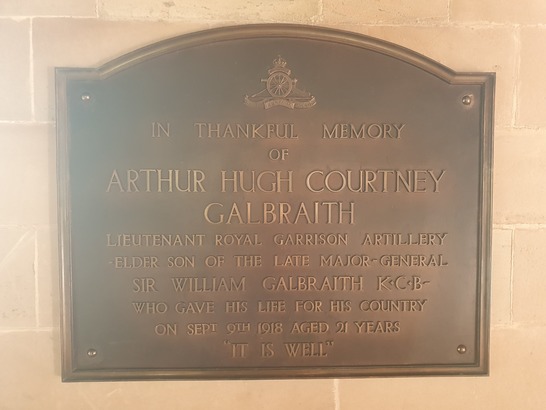 IN THANKFUL MEMORY
OF
ARTHUR HUGH COURTNEY
GALBRAITH
LIEUTENANT ROYAL GARRISON ARTILLERY
-ELDER SON OF THE LATE MAJOR-GENERAL
SIR WILLIAM GALBRAITH K·C·B-
WHO GAVE HIS LIFE FOR HIS COUNTRY
ON SEPT 9TH 1918 AGED 21 YEARS
"IT IS WELL"